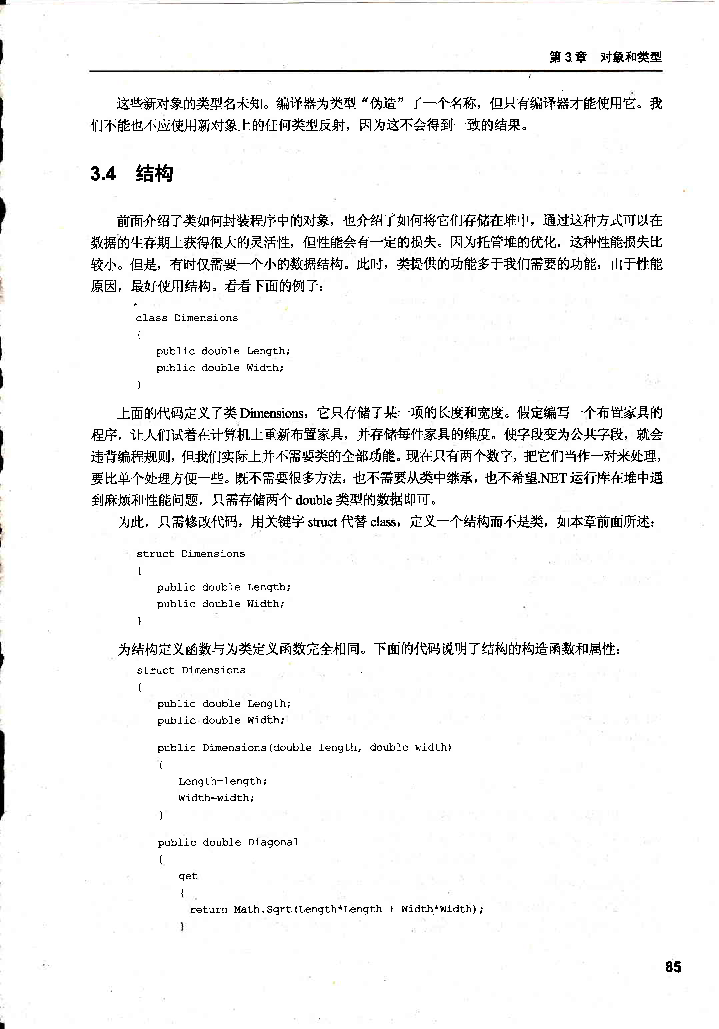 第 3 章 对象和类型
这些新对象的类型名未知。编译器为类型“伪造”了一个名称，但只有编译器才能使用它。我
们不能也不应使用新对象上的任何类型反射，因为这不会得到一致的结果。
3.4 结构
前面介绍了类如何封装程序中的对象，也介绍了如何将它们存储在堆中，通过这种方式可以在
数据的生存期上获得很大的灵活性，但性能会有一定的损失。因为托管堆的优化，这种性能损失比
较小。但是，有时仅需要一个小的数据结构。此时，类提供的功能多于我们需要的功能，由于性能
原因，最好使用结构。看看下面的例子：
class Dimensions
{
public double Length;
public double Width;
}
上面的代码定义了类 Dimensions，它只存储了某一项的长度和宽度。假定编写一个布置家具的
程序，让人们试着在计算机上重新布置家具，并存储每件家具的维度。使字段变为公共字段，就会
违背编程规则，但我们实际上并不需要类的全部功能。现在只有两个数字，把它们当作一对来处理，
要比单个处理方便一些。既不需要很多方法，也不需要从类中继承，也不希望.NET 运行库在堆中遇
到麻烦和性能问题，只需存储两个 double 类型的数据即可。
为此，只需修改代码，用关键字 struct 代替 class，定义一个结构而不是类，如本章前面所述：
struct Dimensions
{
public double Length;
public double Width;
}
为结构定义函数与为类定义函数完全相同。下面的代码说明了结构的构造函数和属性：
struct Dimensions
{
public double Length;
public double Width;
public Dimensions(double length, double width)
{
Length=length;
Width=width;
}
public double Diagonal
{
get
{
return Math.Sqrt(Length*Length + Width*Width);
}
85